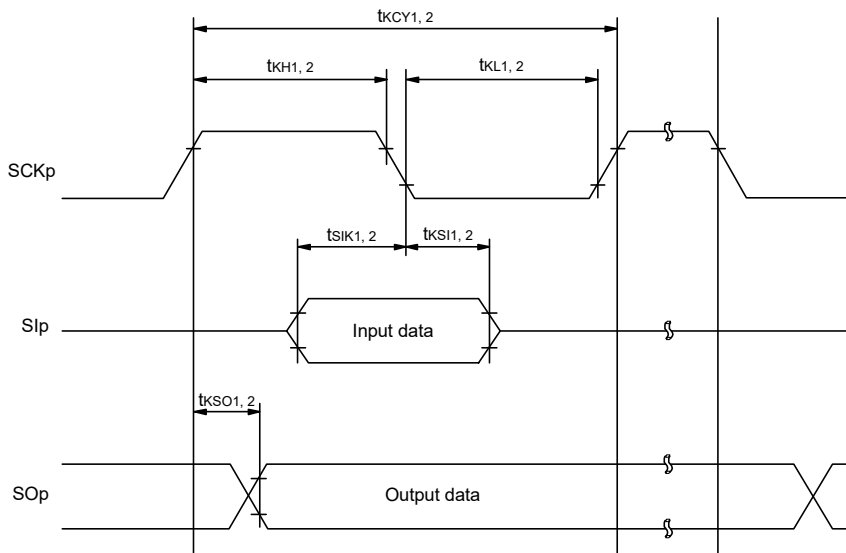 tKCY1, 2
tKH1, 2
tKL1, 2
SCKp
tSIK1, 2
tKSI1, 2
SIp
Input data
tKSO1, 2
SOp
Output data